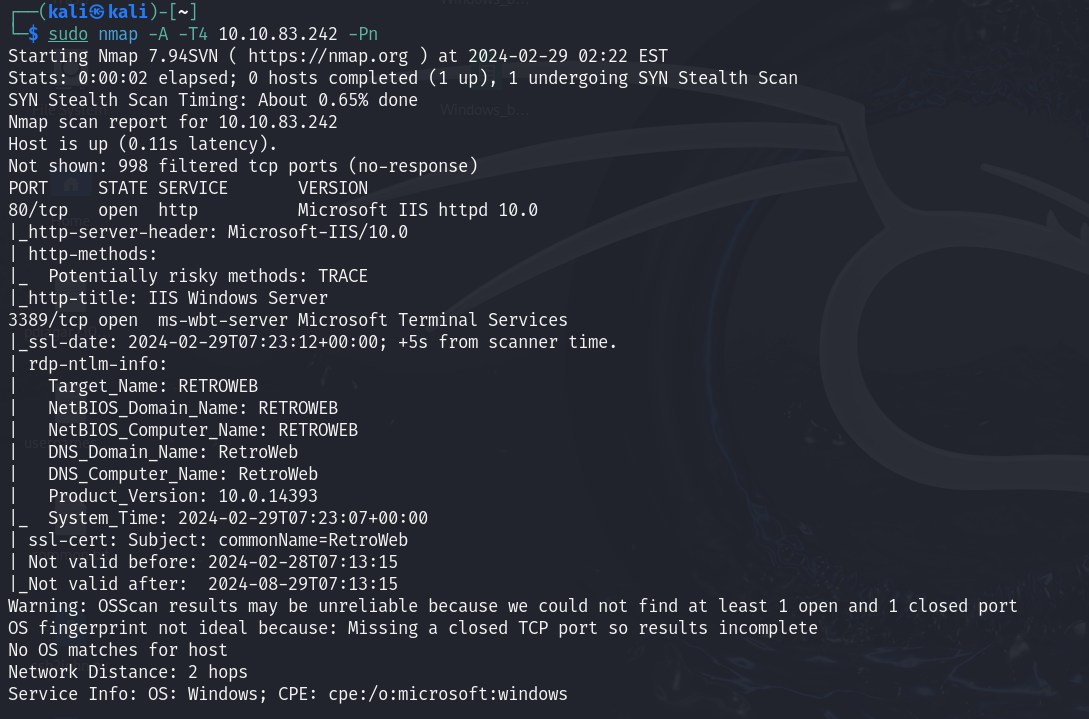 ┌──(kali㉿kali)-[~]
└─$ sudo nmap -A -T4 10.10.83.242 -Pn
Starting Nmap 7.94SVN ( https://nmap.org ) at 2024-02-29 02:22 EST
Stats: 0:00:02 elapsed; 0 hosts completed (1 up), 1 undergoing SYN Stealth Scan
SYN Stealth Scan Timing: About 0.65% done
Nmap scan report for 10.10.83.242
Host is up (0.11s latency).
Not shown: 998 filtered tcp ports (no-response)
PORT     STATE SERVICE       VERSION
80/tcp   open  http          Microsoft IIS httpd 10.0
|_http-server-header: Microsoft-IIS/10.0
| http-methods:
|_  Potentially risky methods: TRACE
|_http-title: IIS Windows Server
3389/tcp open  ms-wbt-server Microsoft Terminal Services
|_ssl-date: 2024-02-29T07:23:12+00:00; +5s from scanner time.
| rdp-ntlm-info:
|   Target_Name: RETROWEB
|   NetBIOS_Domain_Name: RETROWEB
|   NetBIOS_Computer_Name: RETROWEB
|   DNS_Domain_Name: RetroWeb
|   DNS_Computer_Name: RetroWeb
|   Product_Version: 10.0.14393
|_  System_Time: 2024-02-29T07:23:07+00:00
| ssl-cert: Subject: commonName=RetroWeb
| Not valid before: 2024-02-28T07:13:15
|_Not valid after:  2024-08-29T07:13:15
Warning: OSScan results may be unreliable because we could not find at least 1 open and 1 closed port
OS fingerprint not ideal because: Missing a closed TCP port so results incomplete
No OS matches for host
Network Distance: 2 hops
Service Info: OS: Windows; CPE: cpe:/o:microsoft:windows